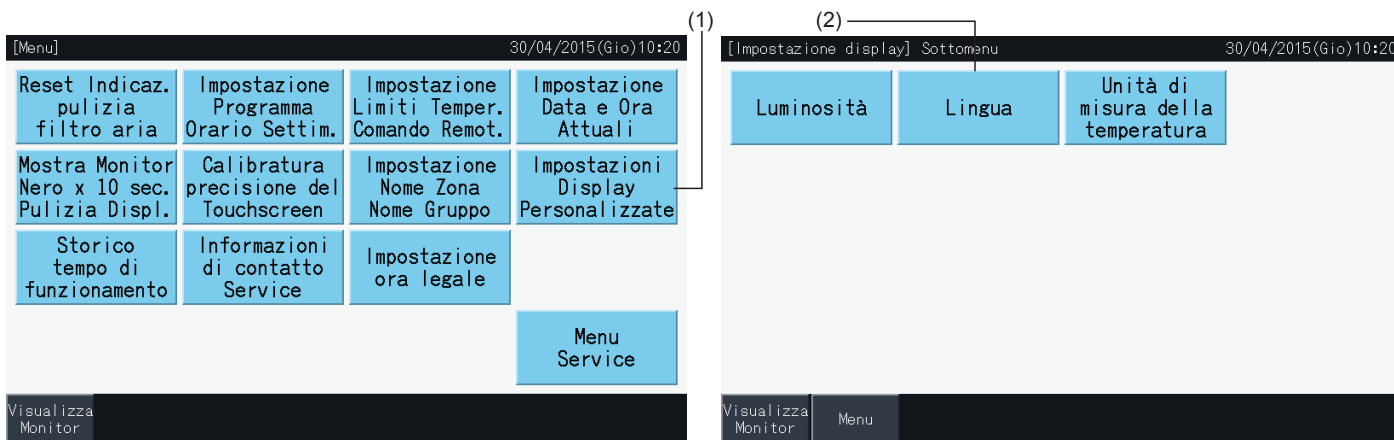 (1)
(2)
[Menu]
30/04/2015(Gio)10:20
Reset Indicaz.
pulizia
filtro aria
Impostazione
Programma
Orario Settim.
Impostazione
Limiti Temper.
Comando Remot.
Impostazione
Data e Ora
Attuali
Mostra Monitor
Nero x 10 sec.
Pulizia Displ.
Calibratura
precisione del
Touchscreen
Impostazione
Nome Zona
Nome Gruppo
Impostazioni
Display
Personalizzate
Storico
tempo di
funzionamento
Informazioni
di contatto
Service
Impostazione
ora legale
Menu
Service
Visualizza
Monitor
[Impostazione display] Sottomenu
30/04/2015(Gio)10:20
Luminosità
Lingua
Unità di
misura della
temperatura
Visualizza
Monitor
Menu